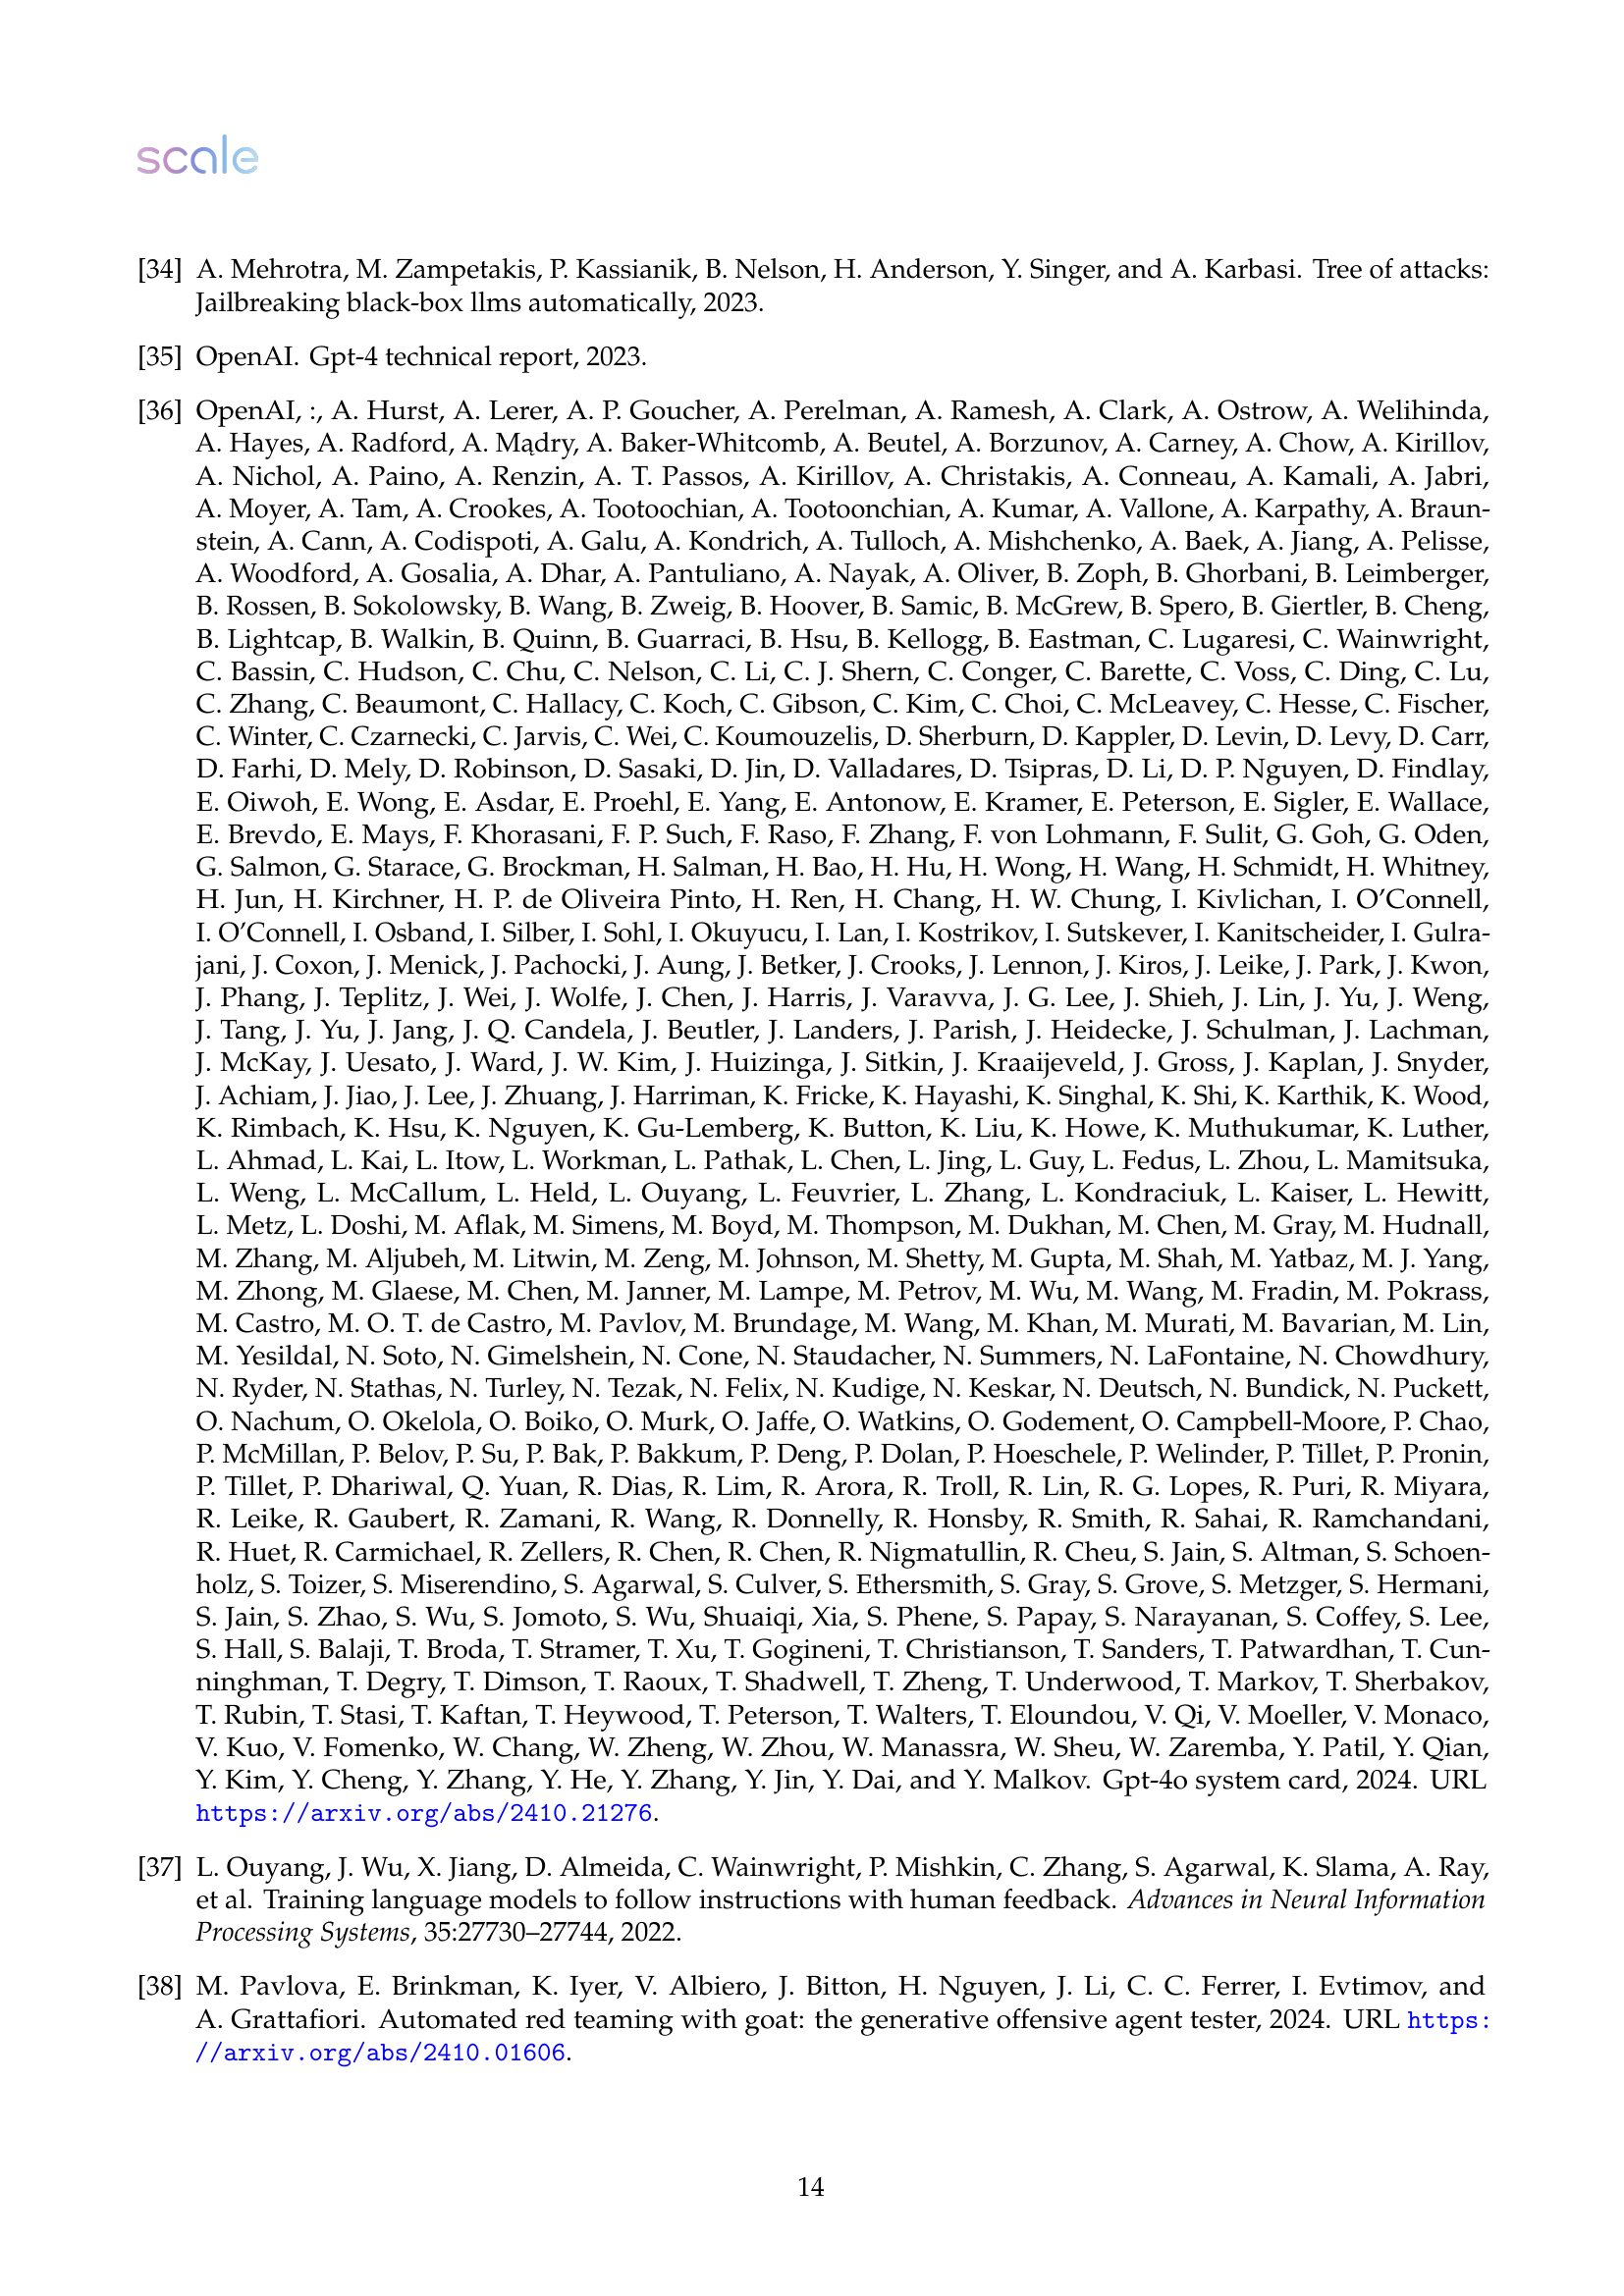 scale
[34] A. Mehrotra, M. Zampetakis, P. Kassianik, B. Nelson, H. Anderson, Y. Singer, and A. Karbasi. Tree of attacks:
Jailbreaking black-box llms automatically, 2023.
[35] OpenAI. Gpt-4 technical report, 2023.
[36] OpenAI, :, A. Hurst, A. Lerer, A. P. Goucher, A. Perelman, A. Ramesh, A. Clark, A. Ostrow, A. Welihinda,
A. Hayes, A. Radford, A. Mądry, A. Baker-Whitcomb, A. Beutel, A. Borzunov, A. Carney, A. Chow, A. Kirillov,
A. Nichol, A. Paino, A. Renzin, A. T. Passos, A. Kirillov, A. Christakis, A. Conneau, A. Kamali, A. Jabri,
A. Moyer, A. Tam, A. Crookes, A. Tootoochian, A. Tootoonchian, A. Kumar, A. Vallone, A. Karpathy, A. Braun-
stein, A. Cann, A. Codispoti, A. Galu, A. Kondrich, A. Tulloch, A. Mishchenko, A. Baek, A. Jiang, A. Pelisse,
A. Woodford, A. Gosalia, A. Dhar, A. Pantuliano, A. Nayak, A. Oliver, B. Zoph, B. Ghorbani, B. Leimberger,
B. Rossen, B. Sokolowsky, B. Wang, B. Zweig, B. Hoover, B. Samic, B. McGrew, B. Spero, B. Giertler, B. Cheng,
B. Lightcap, B. Walkin, B. Quinn, B. Guarraci, B. Hsu, B. Kellogg, B. Eastman, C. Lugaresi, C. Wainwright,
C. Bassin, C. Hudson, C. Chu, C. Nelson, C. Li, C. J. Shern, C. Conger, C. Barette, C. Voss, C. Ding, C. Lu,
C. Zhang, C. Beaumont, C. Hallacy, C. Koch, C. Gibson, C. Kim, C. Choi, C. McLeavey, C. Hesse, C. Fischer,
C. Winter, C. Czarnecki, C. Jarvis, C. Wei, C. Koumouzelis, D. Sherburn, D. Kappler, D. Levin, D. Levy, D. Carr,
D. Farhi, D. Mely, D. Robinson, D. Sasaki, D. Jin, D. Valladares, D. Tsipras, D. Li, D. P. Nguyen, D. Findlay,
E. Oiwoh, E. Wong, E. Asdar, E. Proehl, E. Yang, E. Antonow, E. Kramer, E. Peterson, E. Sigler, E. Wallace,
E. Brevdo, E. Mays, F. Khorasani, F. P. Such, F. Raso, F. Zhang, F. von Lohmann, F. Sulit, G. Goh, G. Oden,
G. Salmon, G. Starace, G. Brockman, H. Salman, H. Bao, H. Hu, H. Wong, H. Wang, H. Schmidt, H. Whitney,
H. Jun, H. Kirchner, H. P. de Oliveira Pinto, H. Ren, H. Chang, H. W. Chung, I. Kivlichan, I. O’Connell,
I. O’Connell, I. Osband, I. Silber, I. Sohl, I. Okuyucu, I. Lan, I. Kostrikov, I. Sutskever, I. Kanitscheider, I. Gulra-
jani, J. Coxon, J. Menick, J. Pachocki, J. Aung, J. Betker, J. Crooks, J. Lennon, J. Kiros, J. Leike, J. Park, J. Kwon,
J. Phang, J. Teplitz, J. Wei, J. Wolfe, J. Chen, J. Harris, J. Varavva, J. G. Lee, J. Shieh, J. Lin, J. Yu, J. Weng,
J. Tang, J. Yu, J. Jang, J. Q. Candela, J. Beutler, J. Landers, J. Parish, J. Heidecke, J. Schulman, J. Lachman,
J. McKay, J. Uesato, J. Ward, J. W. Kim, J. Huizinga, J. Sitkin, J. Kraaijeveld, J. Gross, J. Kaplan, J. Snyder,
J. Achiam, J. Jiao, J. Lee, J. Zhuang, J. Harriman, K. Fricke, K. Hayashi, K. Singhal, K. Shi, K. Karthik, K. Wood,
K. Rimbach, K. Hsu, K. Nguyen, K. Gu-Lemberg, K. Button, K. Liu, K. Howe, K. Muthukumar, K. Luther,
L. Ahmad, L. Kai, L. Itow, L. Workman, L. Pathak, L. Chen, L. Jing, L. Guy, L. Fedus, L. Zhou, L. Mamitsuka,
L. Weng, L. McCallum, L. Held, L. Ouyang, L. Feuvrier, L. Zhang, L. Kondraciuk, L. Kaiser, L. Hewitt,
L. Metz, L. Doshi, M. Aflak, M. Simens, M. Boyd, M. Thompson, M. Dukhan, M. Chen, M. Gray, M. Hudnall,
M. Zhang, M. Aljubeh, M. Litwin, M. Zeng, M. Johnson, M. Shetty, M. Gupta, M. Shah, M. Yatbaz, M. J. Yang,
M. Zhong, M. Glaese, M. Chen, M. Janner, M. Lampe, M. Petrov, M. Wu, M. Wang, M. Fradin, M. Pokrass,
M. Castro, M. O. T. de Castro, M. Pavlov, M. Brundage, M. Wang, M. Khan, M. Murati, M. Bavarian, M. Lin,
M. Yesildal, N. Soto, N. Gimelshein, N. Cone, N. Staudacher, N. Summers, N. LaFontaine, N. Chowdhury,
N. Ryder, N. Stathas, N. Turley, N. Tezak, N. Felix, N. Kudige, N. Keskar, N. Deutsch, N. Bundick, N. Puckett,
O. Nachum, O. Okelola, O. Boiko, O. Murk, O. Jaffe, O. Watkins, O. Godement, O. Campbell-Moore, P. Chao,
P. McMillan, P. Belov, P. Su, P. Bak, P. Bakkum, P. Deng, P. Dolan, P. Hoeschele, P. Welinder, P. Tillet, P. Pronin,
P. Tillet, P. Dhariwal, Q. Yuan, R. Dias, R. Lim, R. Arora, R. Troll, R. Lin, R. G. Lopes, R. Puri, R. Miyara,
R. Leike, R. Gaubert, R. Zamani, R. Wang, R. Donnelly, R. Honsby, R. Smith, R. Sahai, R. Ramchandani,
R. Huet, R. Carmichael, R. Zellers, R. Chen, R. Chen, R. Nigmatullin, R. Cheu, S. Jain, S. Altman, S. Schoen-
holz, S. Toizer, S. Miserendino, S. Agarwal, S. Culver, S. Ethersmith, S. Gray, S. Grove, S. Metzger, S. Hermani,
S. Jain, S. Zhao, S. Wu, S. Jomoto, S. Wu, Shuaiqi, Xia, S. Phene, S. Papay, S. Narayanan, S. Coffey, S. Lee,
S. Hall, S. Balaji, T. Broda, T. Stramer, T. Xu, T. Gogineni, T. Christianson, T. Sanders, T. Patwardhan, T. Cun-
ninghman, T. Degry, T. Dimson, T. Raoux, T. Shadwell, T. Zheng, T. Underwood, T. Markov, T. Sherbakov,
T. Rubin, T. Stasi, T. Kaftan, T. Heywood, T. Peterson, T. Walters, T. Eloundou, V. Qi, V. Moeller, V. Monaco,
V. Kuo, V. Fomenko, W. Chang, W. Zheng, W. Zhou, W. Manassra, W. Sheu, W. Zaremba, Y. Patil, Y. Qian,
Y. Kim, Y. Cheng, Y. Zhang, Y. He, Y. Zhang, Y. Jin, Y. Dai, and Y. Malkov. Gpt-4o system card, 2024. URL
https://arxiv.org/abs/2410.21276.
[37] L. Ouyang, J. Wu, X. Jiang, D. Almeida, C. Wainwright, P. Mishkin, C. Zhang, S. Agarwal, K. Slama, A. Ray,
et al. Training language models to follow instructions with human feedback. Advances in Neural Information
Processing Systems, 35:27730–27744, 2022.
[38] M. Pavlova, E. Brinkman, K. Iyer, V. Albiero, J. Bitton, H. Nguyen, J. Li, C. C. Ferrer, I. Evtimov, and
A. Grattafiori. Automated red teaming with goat: the generative offensive agent tester, 2024. URL https:
//arxiv.org/abs/2410.01606.
14